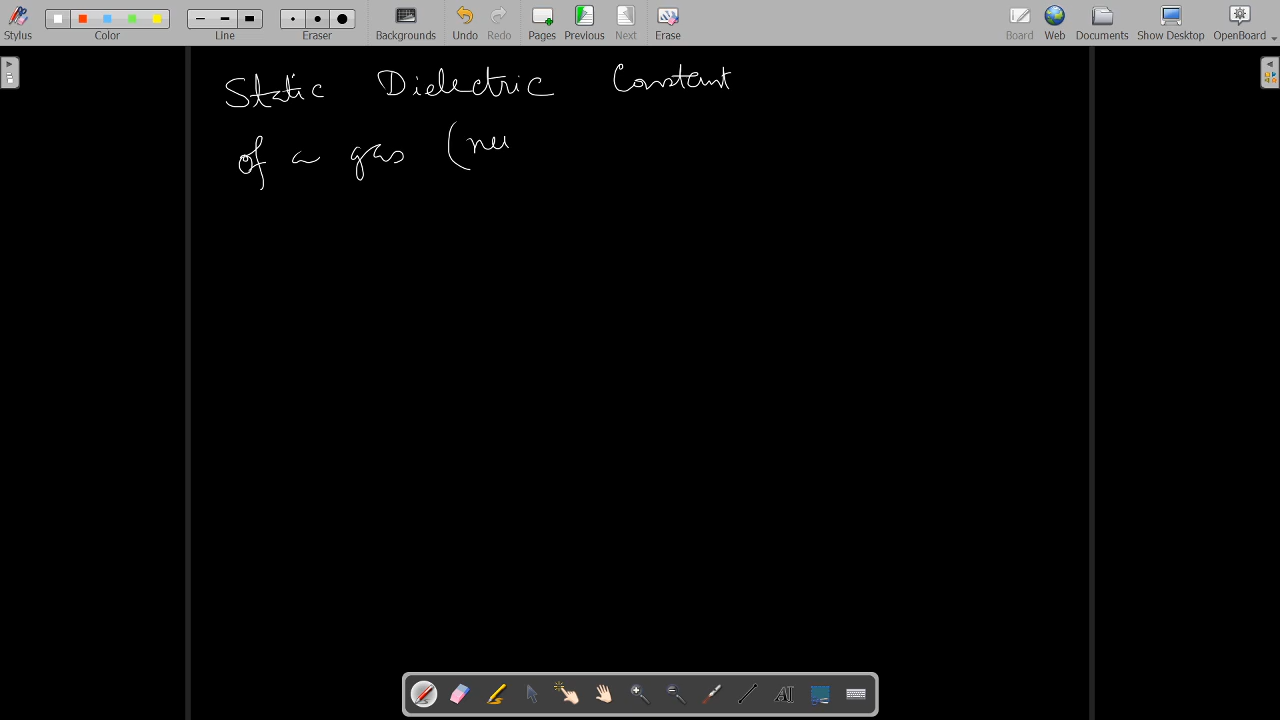 Stylus
Color
Line
Eraser
Backgrounds
Undo
Redo
Pages
Previous
Next
Erase
Board
Web
Documents
Show Desktop
OpenBoard
Static Dielectric Constant
of a gas (neu